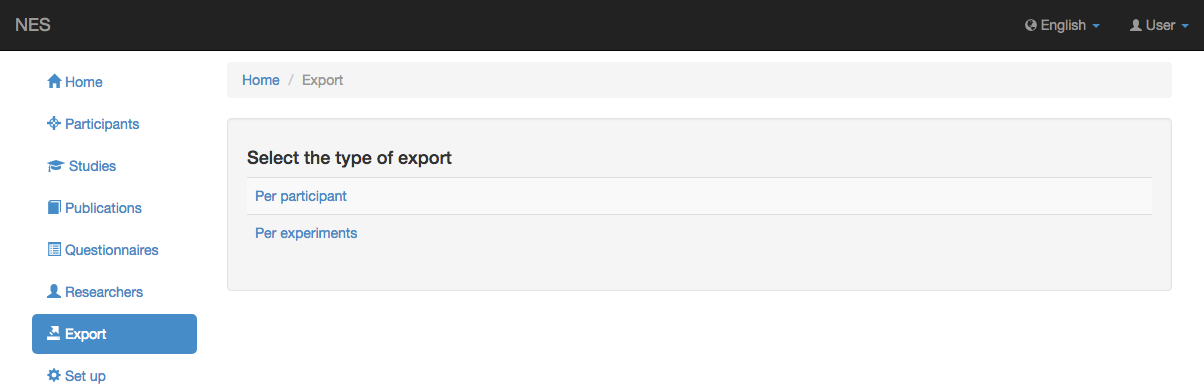 NES
English
User
Home
Participants
Studies
Publications
Questionnaires
Researchers
Export
Set up
Home / Export
Select the type of export
Per participant
Per experiments